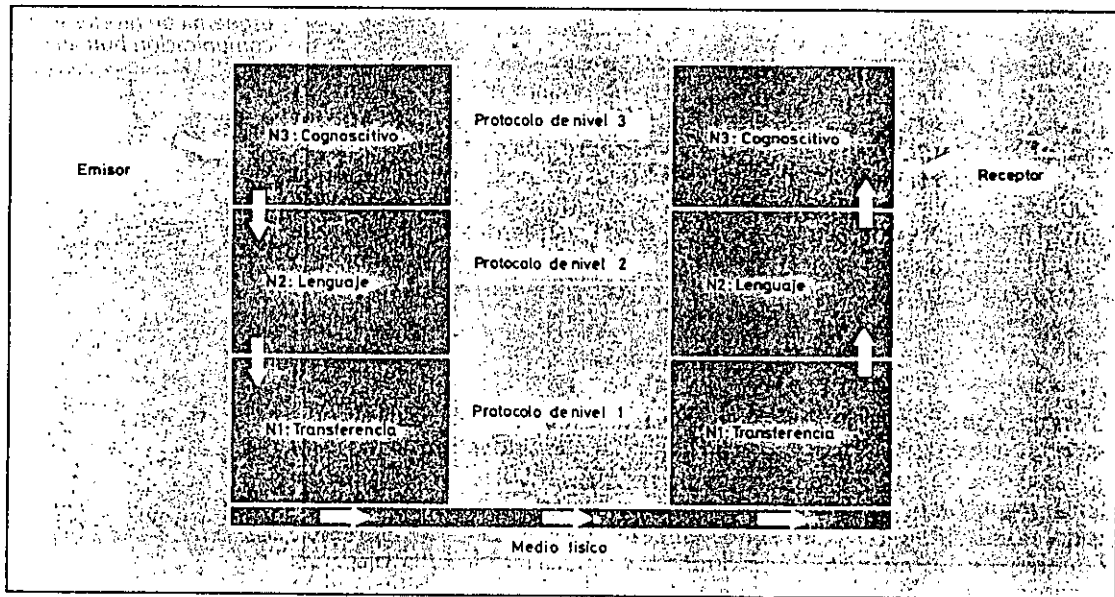 N3: Cognoscitivo
Protocolo de nivel 3
N3: Cognoscitivo
Emisor
Receptor
N2: Lenguaje
Protocolo de nivel 2
N2: Lenguaje
N1: Transferencia
Protocolo de nivel 1
N1: Transferencia
Medio físico